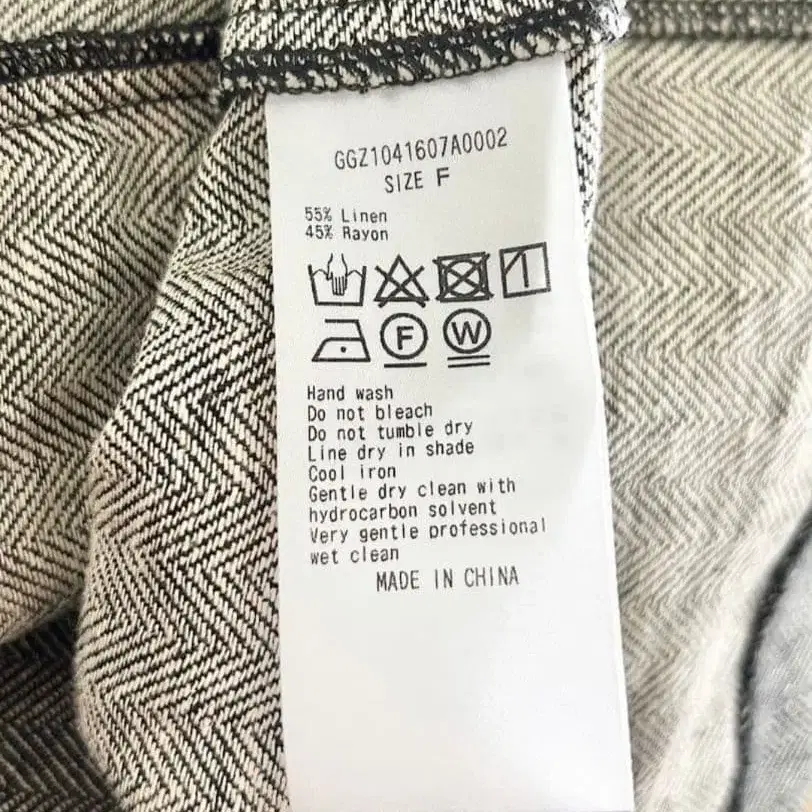 GGZ1041607A0002
SIZE F
55% Linen
45% Rayon
F W
Hand wash
Do not bleach
Do not tumble dry
Line dry in shade
Cool iron
Gentle dry clean with
hydrocarbon solvent
Very gentle professional
wet clean
MADE IN CHINA